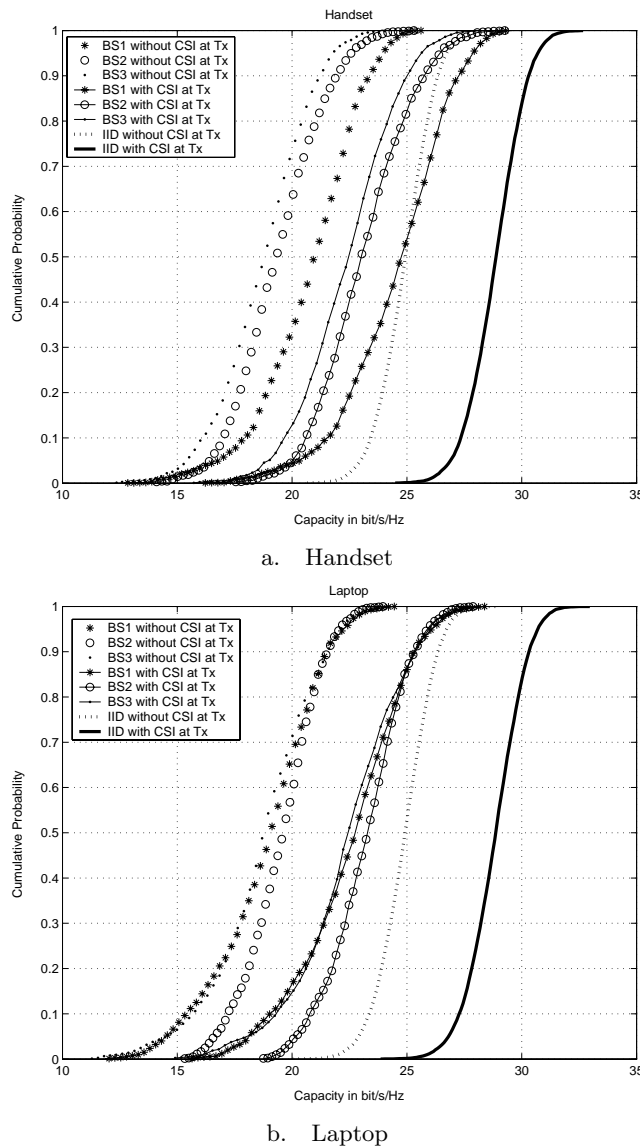 Handset
1
0.9
0.8
0.7
0.6
0.5
0.4
0.3
0.2
0.1
0
Cumulative Probability
BS1 without CSI at Tx
BS2 without CSI at Tx
BS3 without CSI at Tx
BS1 with CSI at Tx
BS2 with CSI at Tx
BS3 with CSI at Tx
IID without CSI at Tx
IID with CSI at Tx
10 15 20 25 30 35
Capacity in bit/s/Hz
a. Handset
Laptop
1
0.9
0.8
0.7
0.6
0.5
0.4
0.3
0.2
0.1
0
Cumulative Probability
BS1 without CSI at Tx
BS2 without CSI at Tx
BS3 without CSI at Tx
BS1 with CSI at Tx
BS2 with CSI at Tx
BS3 with CSI at Tx
IID without CSI at Tx
IID with CSI at Tx
10 15 20 25 30 35
Capacity in bit/s/Hz
b. Laptop